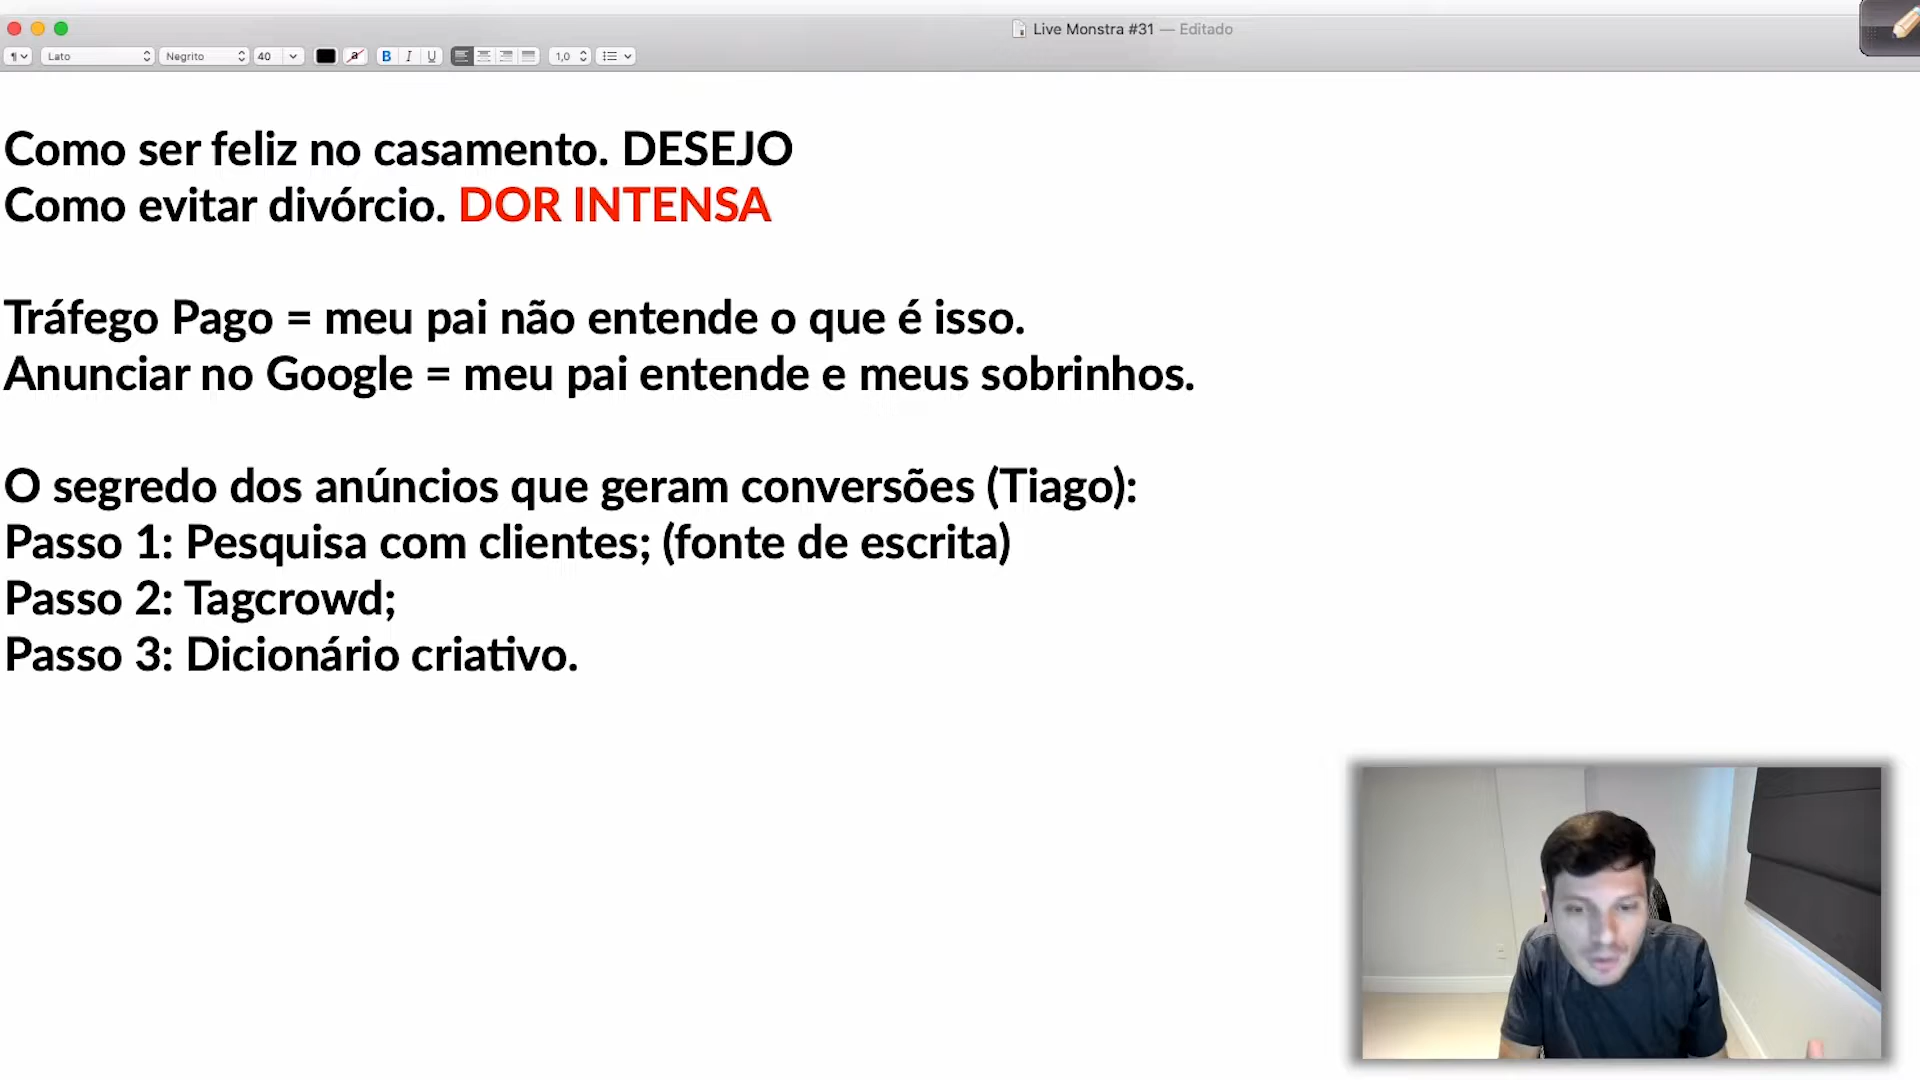 Live Monstra #31 — Editado
¶ Lato Negrito 40 a B I U 1,0
Como ser feliz no casamento. DESEJO
Como evitar divórcio. DOR INTENSA
Tráfego Pago = meu pai não entende o que é isso.
Anunciar no Google = meu pai entende e meus sobrinhos.
O segredo dos anúncios que geram conversões (Tiago):
Passo 1: Pesquisa com clientes; (fonte de escrita)
Passo 2: Tagcrowd;
Passo 3: Dicionário criativo.